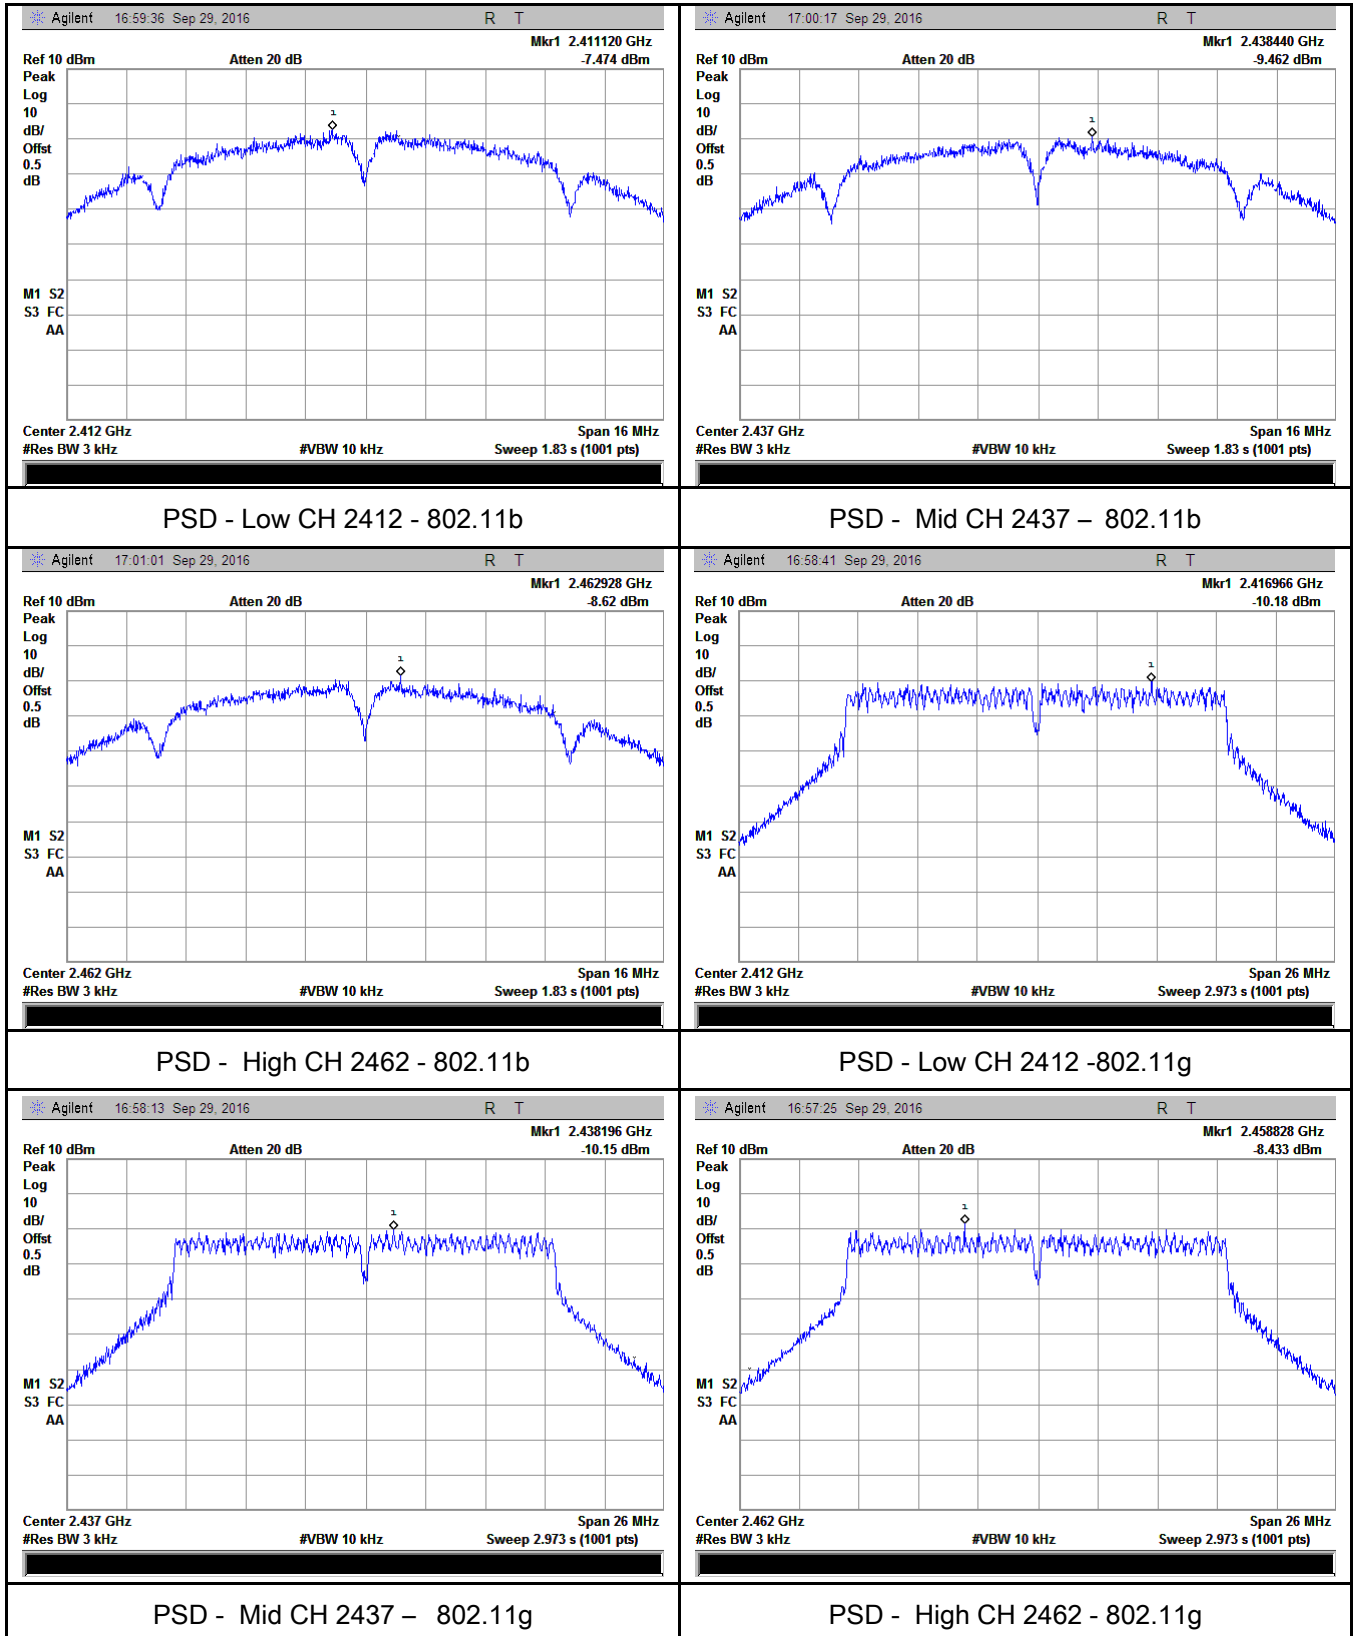 Agilent 16:59:36 Sep 29, 2016 R T
Mkr1 2.411120 GHz
Ref 10 dBm Atten 20 dB -7.474 dBm
Peak
Log
10
dB/
Offst
0.5
dB
1
M1 S2
S3 FC
AA
Center 2.412 GHz Span 16 MHz
#Res BW 3 kHz #VBW 10 kHz Sweep 1.83 s (1001 pts)
PSD - Low CH 2412 - 802.11b
Agilent 17:00:17 Sep 29, 2016 R T
Mkr1 2.438440 GHz
Ref 10 dBm Atten 20 dB -9.462 dBm
Peak
Log
10
dB/
Offst
0.5
dB
1
M1 S2
S3 FC
AA
Center 2.437 GHz Span 16 MHz
#Res BW 3 kHz #VBW 10 kHz Sweep 1.83 s (1001 pts)
PSD - Mid CH 2437 – 802.11b
Agilent 17:01:01 Sep 29, 2016 R T
Mkr1 2.462928 GHz
Ref 10 dBm Atten 20 dB -8.62 dBm
Peak
Log
10
dB/
Offst
0.5
dB
1
M1 S2
S3 FC
AA
Center 2.462 GHz Span 16 MHz
#Res BW 3 kHz #VBW 10 kHz Sweep 1.83 s (1001 pts)
PSD - High CH 2462 - 802.11b
Agilent 16:58:41 Sep 29, 2016 R T
Mkr1 2.416966 GHz
Ref 10 dBm Atten 20 dB -10.18 dBm
Peak
Log
10
dB/
Offst
0.5
dB
1
M1 S2
S3 FC
AA
Center 2.412 GHz Span 26 MHz
#Res BW 3 kHz #VBW 10 kHz Sweep 2.973 s (1001 pts)
PSD - Low CH 2412 -802.11g
Agilent 16:58:13 Sep 29, 2016 R T
Mkr1 2.438196 GHz
Ref 10 dBm Atten 20 dB -10.15 dBm
Peak
Log
10
dB/
Offst
0.5
dB
1
M1 S2
S3 FC
AA
Center 2.437 GHz Span 26 MHz
#Res BW 3 kHz #VBW 10 kHz Sweep 2.973 s (1001 pts)
PSD - Mid CH 2437 – 802.11g
Agilent 16:57:25 Sep 29, 2016 R T
Mkr1 2.458828 GHz
Ref 10 dBm Atten 20 dB -8.433 dBm
Peak
Log
10
dB/
Offst
0.5
dB
1
M1 S2
S3 FC
AA
Center 2.462 GHz Span 26 MHz
#Res BW 3 kHz #VBW 10 kHz Sweep 2.973 s (1001 pts)
PSD - High CH 2462 - 802.11g